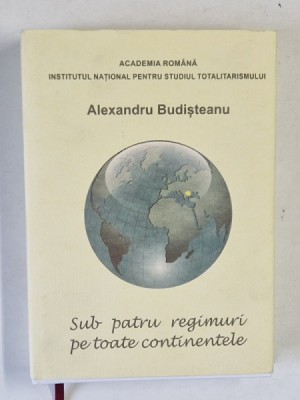 ACADEMIA ROMÂNĂ
INSTITUTUL NAȚIONAL PENTRU STUDIUL TOTALITARISMULUI
Alexandru Budișteanu
Sub patru regimuri
pe toate continentele